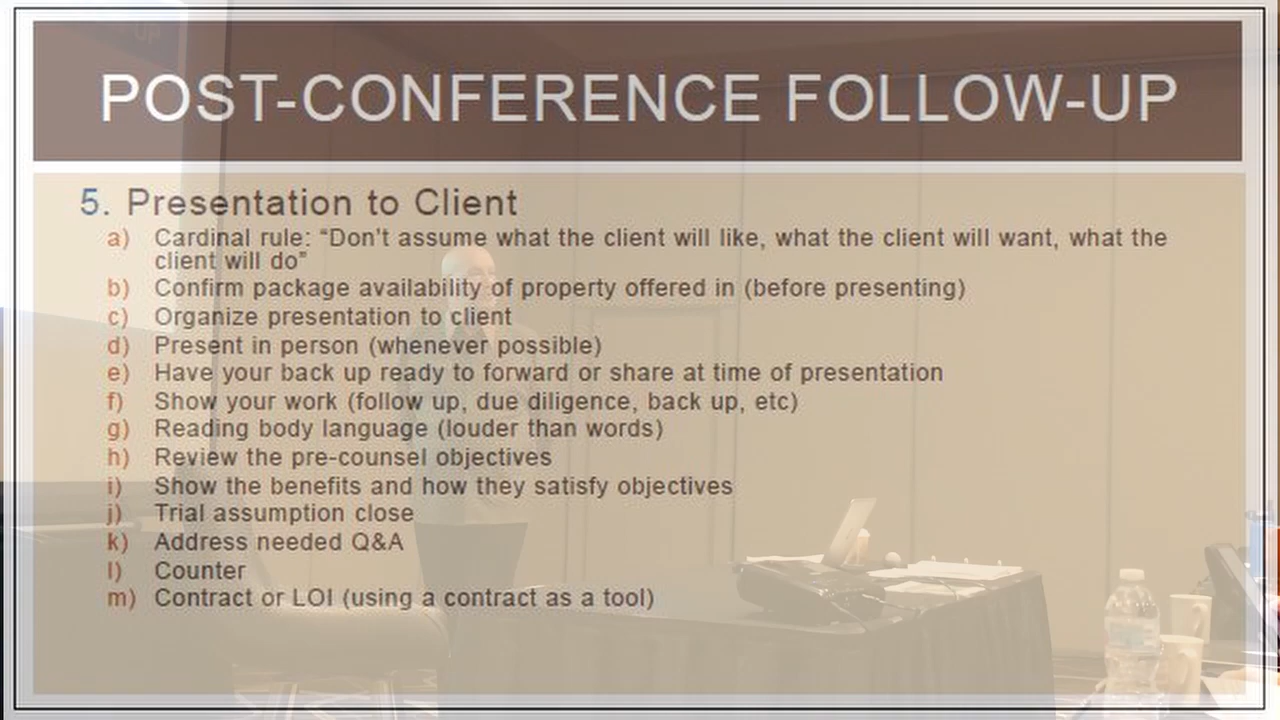 POST-CONFERENCE FOLLOW-UP
5. Presentation to Client
a) Cardinal rule: “Don't assume what the client will like, what the client will want, what the
client will do”
b) Confirm package availability of property offered in (before presenting)
c) Organize presentation to client
d) Present in person (whenever possible)
e) Have your back up ready to forward or share at time of presentation
f) Show your work (follow up, due diligence, back up, etc)
g) Reading body language (louder than words)
h) Review the pre-counsel objectives
i) Show the benefits and how they satisfy objectives
j) Trial assumption close
k) Address needed Q&A
l) Counter
m) Contract or LOI (using a contract as a tool)